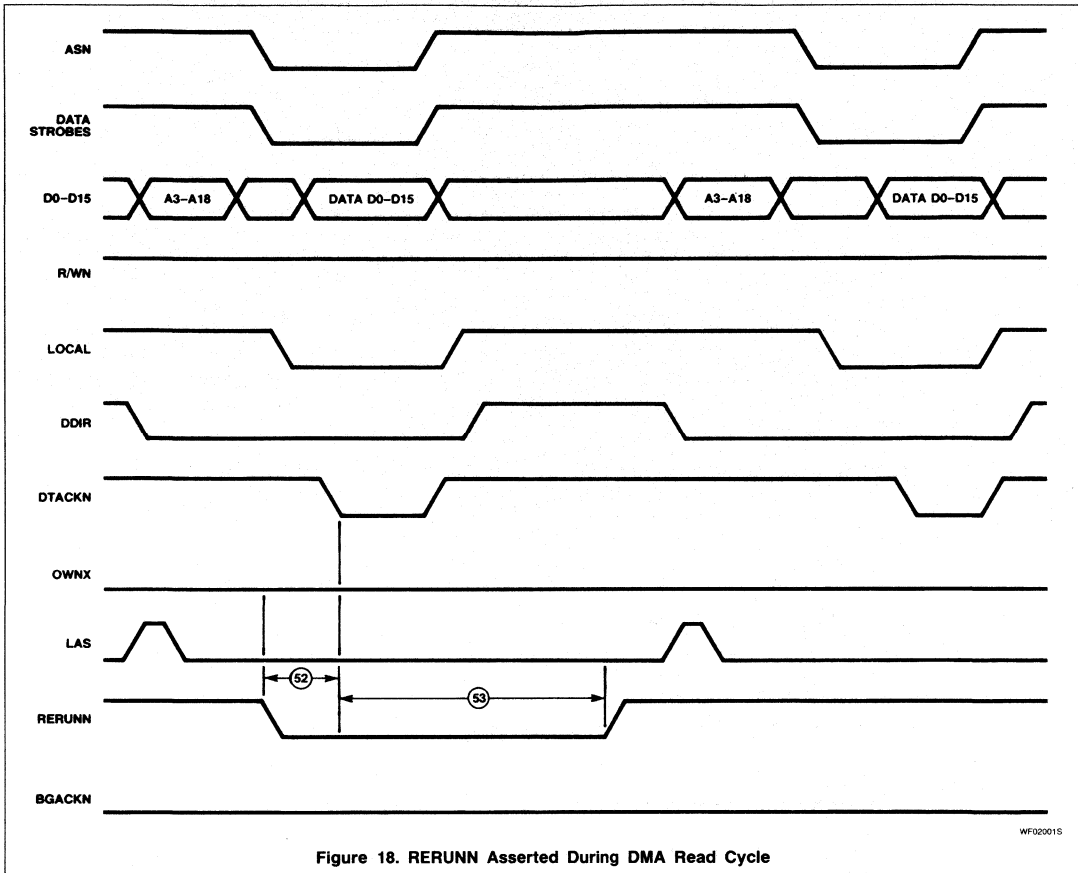 ASN
DATA
STROBES
D0–D15
A3–A18
DATA D0–D15
A3–A18
DATA D0–D15
R/WN
LOCAL
DDIR
DTACKN
OWNX
LAS
52
53
RERUNN
BGACKN
WF02001S
Figure 18. RERUNN Asserted During DMA Read Cycle